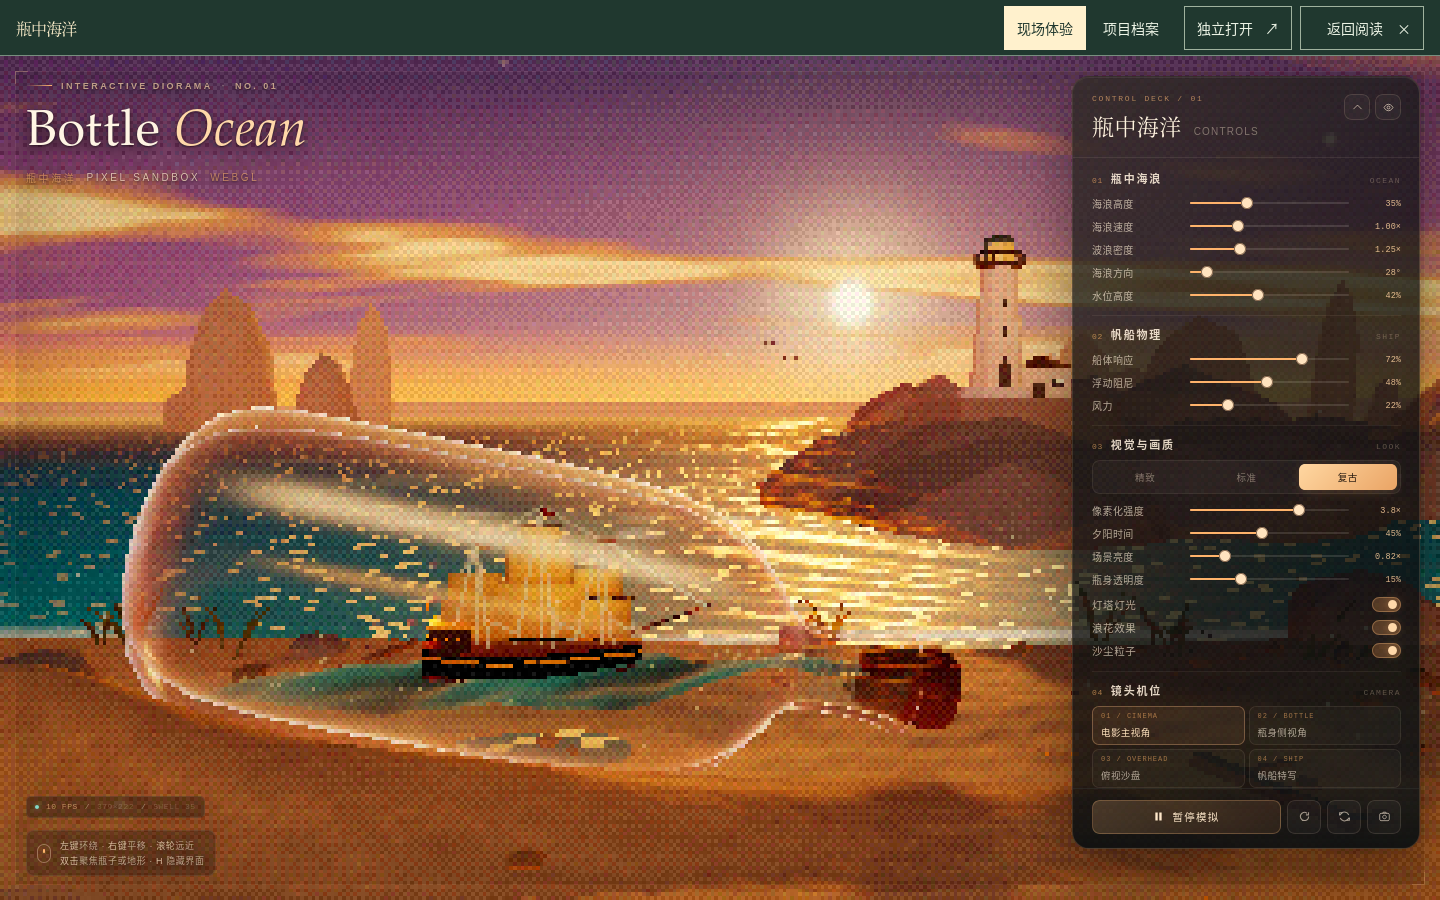 瓶中海洋
现场体验
项目档案
独立打开 ↗
返回阅读 ×
INTERACTIVE DIORAMA · NO. 01
Bottle Ocean
瓶中海洋 · PIXEL SANDBOX · WEBGL
CONTROL DECK / 01
瓶中海洋 CONTROLS
01 瓶中海浪 OCEAN
海浪高度 35%
海浪速度 1.00×
波浪密度 1.25×
海浪方向 28°
水位高度 42%
02 帆船物理 SHIP
船体响应 72%
浮动阻尼 48%
风力 22%
03 视觉与画质 LOOK
精致 标准 复古
像素化强度 3.8×
夕阳时间 45%
场景亮度 0.82×
瓶身透明度 15%
灯塔灯光
浪花效果
沙尘粒子
04 镜头机位 CAMERA
01 / CINEMA
电影主视角
02 / BOTTLE
瓶身侧视角
03 / OVERHEAD
俯视沙盘
04 / SHIP
帆船特写
暂停模拟
10 FPS /
左键环绕 · 右键平移 · 滚轮远近
双击聚焦瓶子或地形 · H 隐藏界面